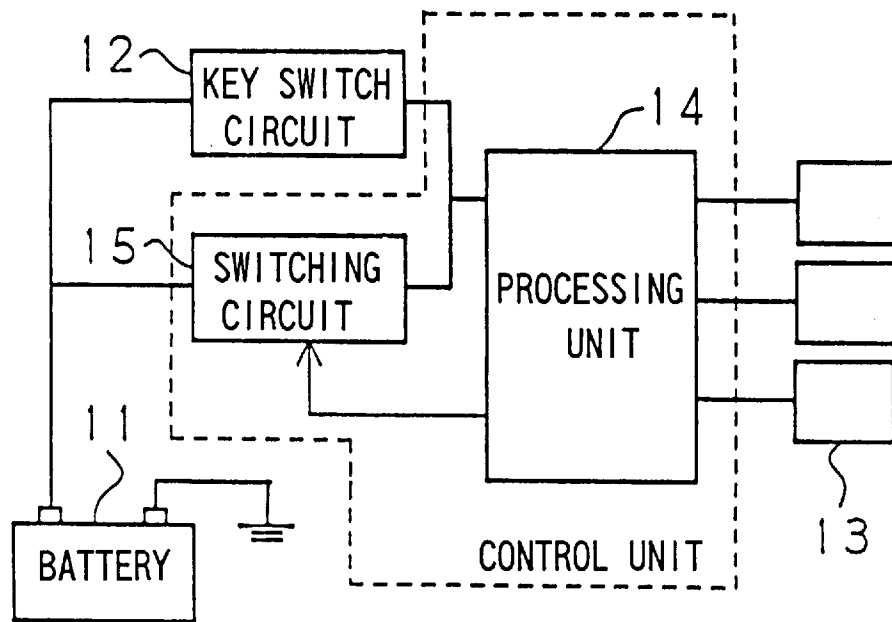 12
KEY SWITCH
CIRCUIT
14
15
SWITCHING
CIRCUIT
PROCESSING
UNIT
11
BATTERY
CONTROL UNIT
13